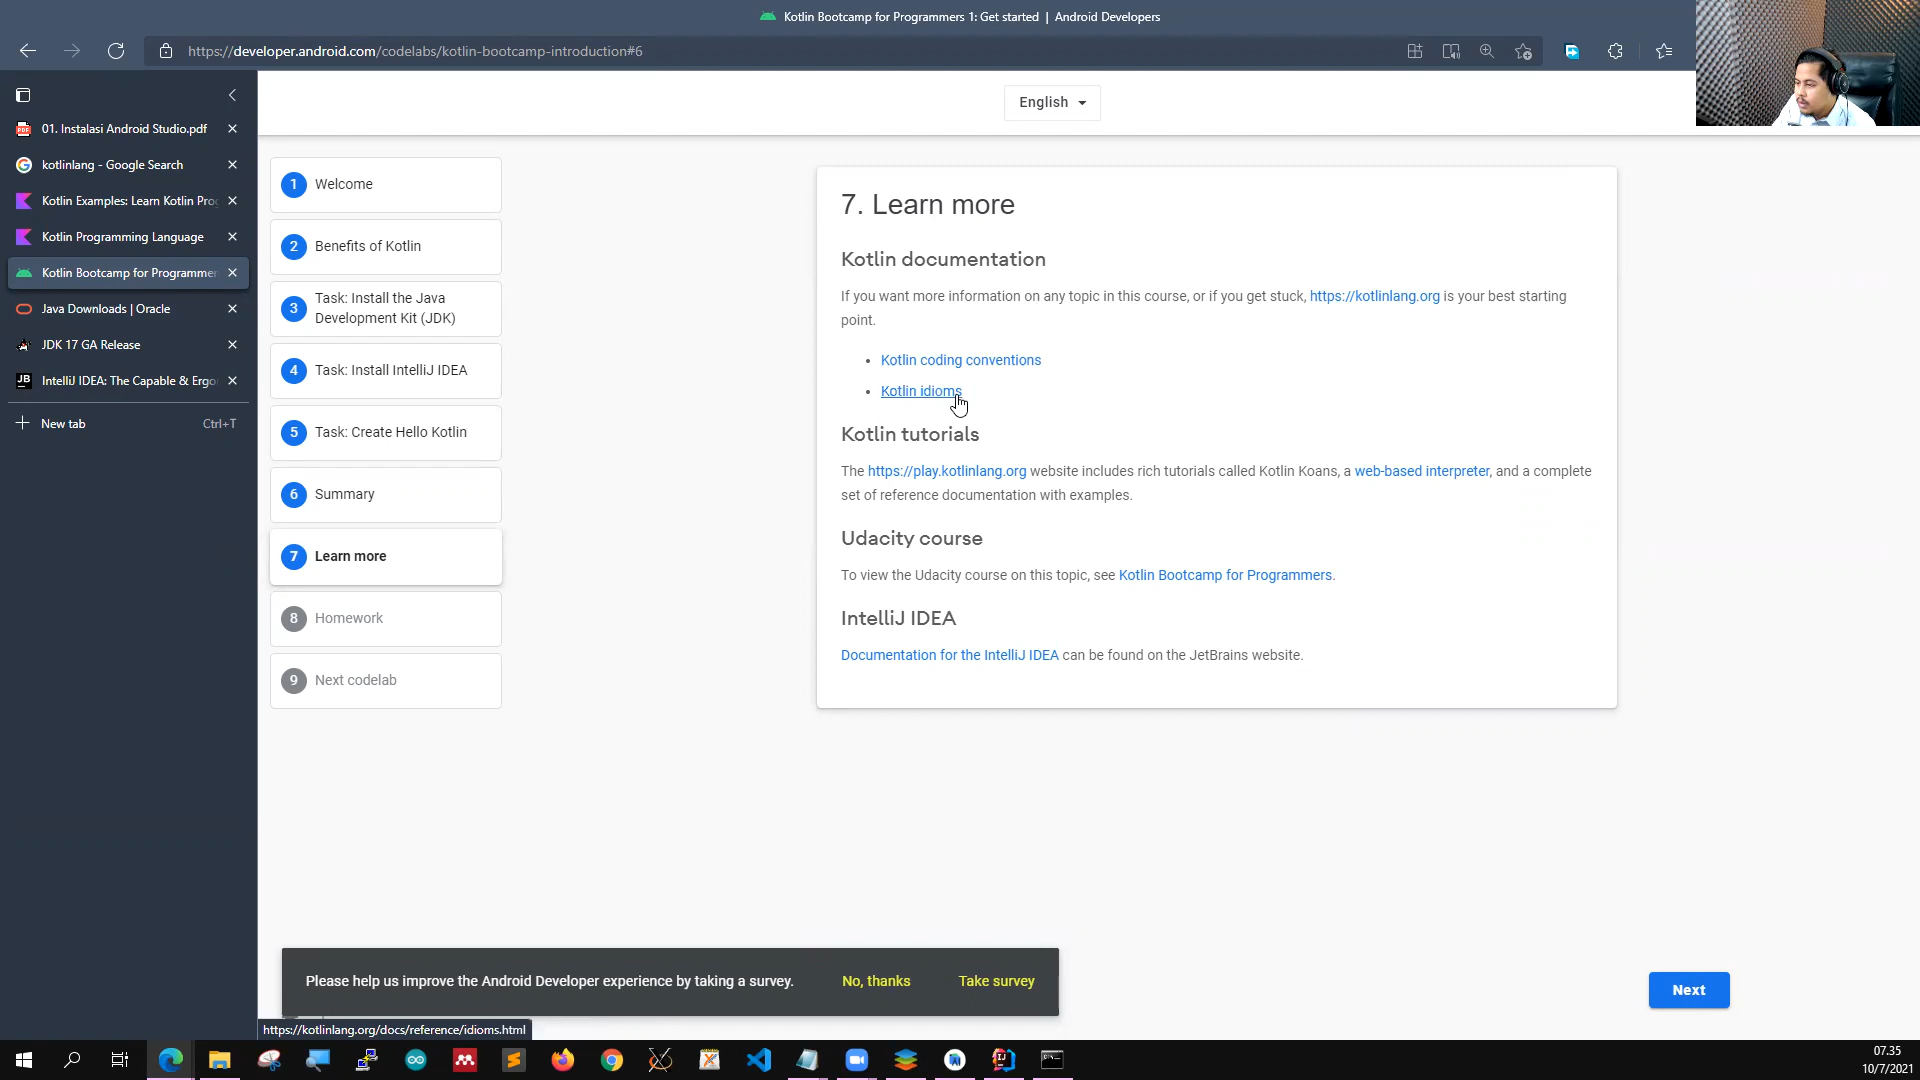 Kotlin Bootcamp for Programmers 1: Get started | Android Developers
https://developer.android.com/codelabs/kotlin-bootcamp-introduction#6
English
01. Instalasi Android Studio.pdf
kotlinlang - Google Search
Kotlin Examples: Learn Kotlin Pro
Kotlin Programming Language
Kotlin Bootcamp for Programmer
Java Downloads | Oracle
JDK 17 GA Release
IntelliJ IDEA: The Capable & Ergo
New tab Ctrl+T
1 Welcome
2 Benefits of Kotlin
3 Task: Install the Java
Development Kit (JDK)
4 Task: Install IntelliJ IDEA
5 Task: Create Hello Kotlin
6 Summary
7 Learn more
8 Homework
9 Next codelab
7. Learn more
Kotlin documentation
If you want more information on any topic in this course, or if you get stuck, https://kotlinlang.org is your best starting
point.
• Kotlin coding conventions
• Kotlin idioms
Kotlin tutorials
The https://play.kotlinlang.org website includes rich tutorials called Kotlin Koans, a web-based interpreter, and a complete
set of reference documentation with examples.
Udacity course
To view the Udacity course on this topic, see Kotlin Bootcamp for Programmers.
IntelliJ IDEA
Documentation for the IntelliJ IDEA can be found on the JetBrains website.
Please help us improve the Android Developer experience by taking a survey. No, thanks Take survey
Next
https://kotlinlang.org/docs/reference/idioms.html
07.35
10/7/2021